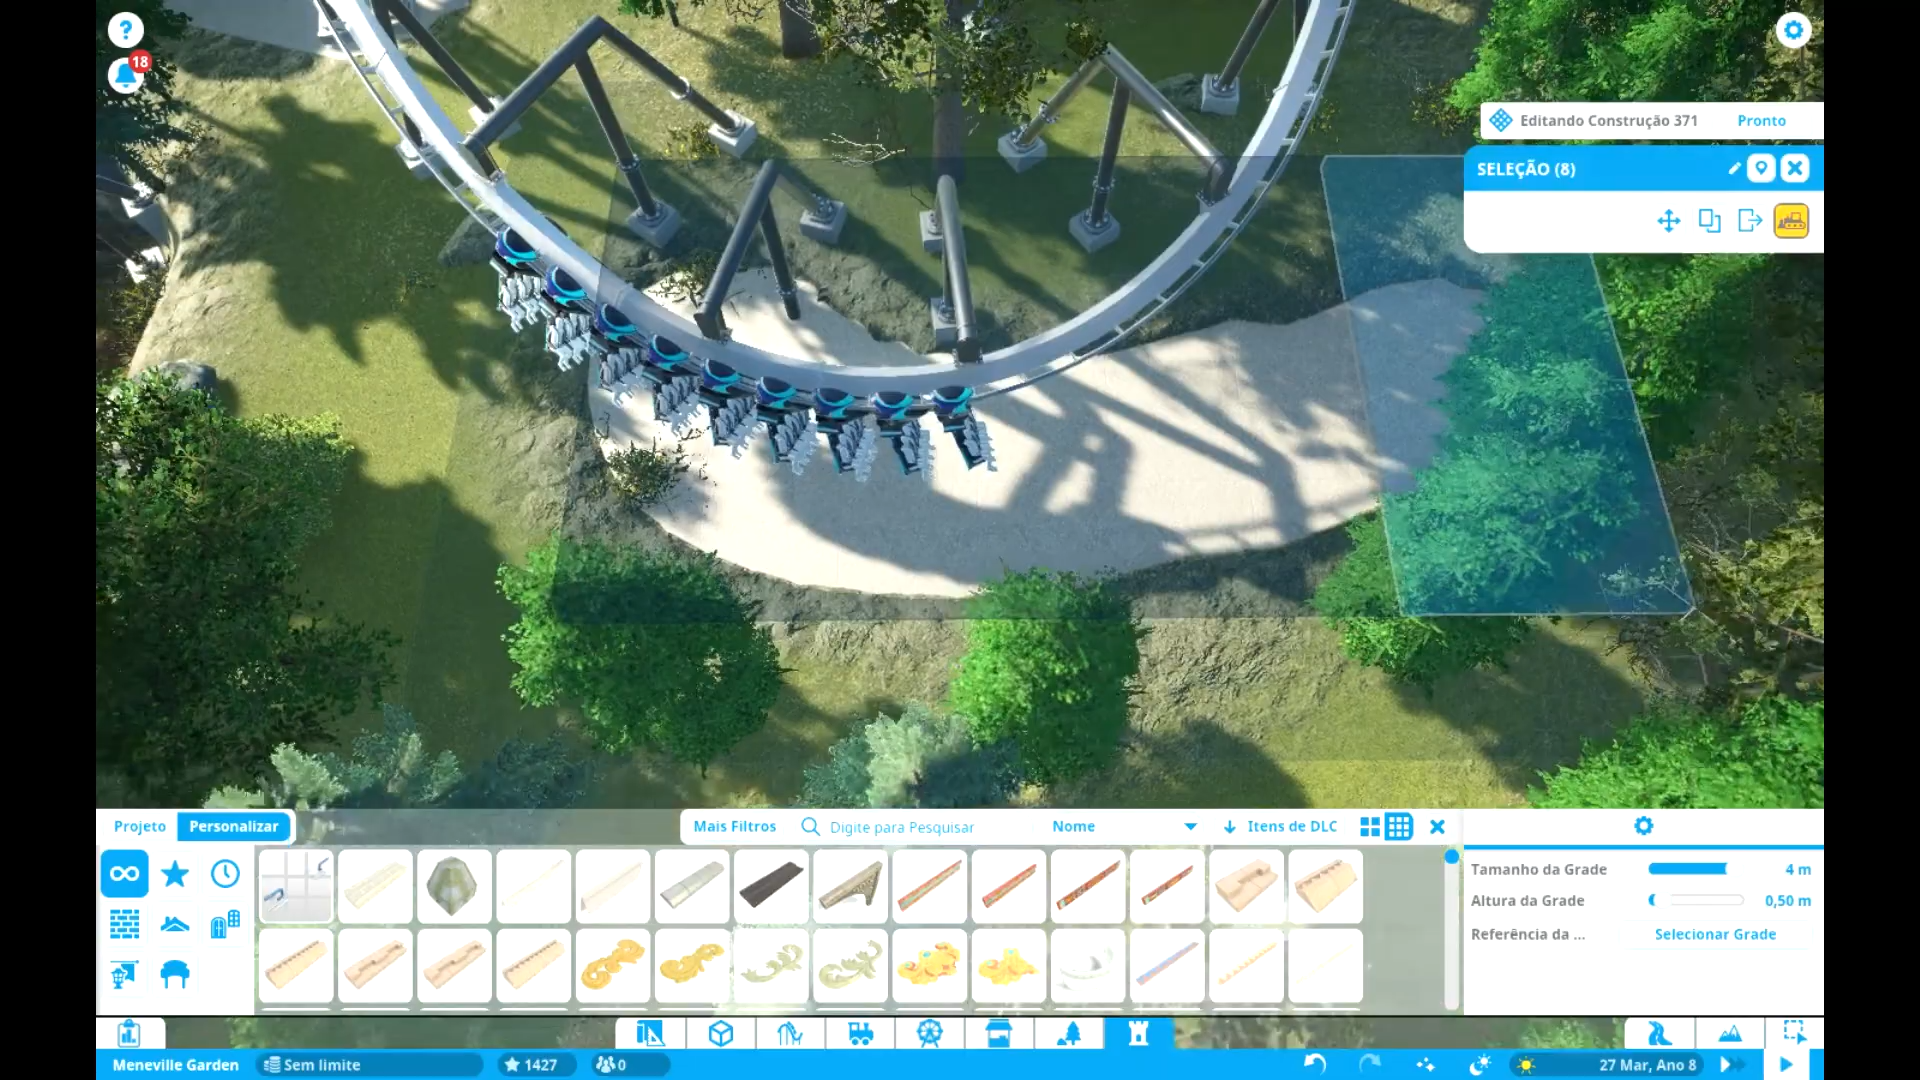 ?
18
Editando Construção 371
Pronto
SELEÇÃO (8)
Projeto
Personalizar
Mais Filtros
Digite para Pesquisar
Nome
Itens de DLC
Tamanho da Grade
4 m
Altura da Grade
0,50 m
Referência da ...
Selecionar Grade
Meneville Garden
Sem limite
1427
0
27 Mar, Ano 8